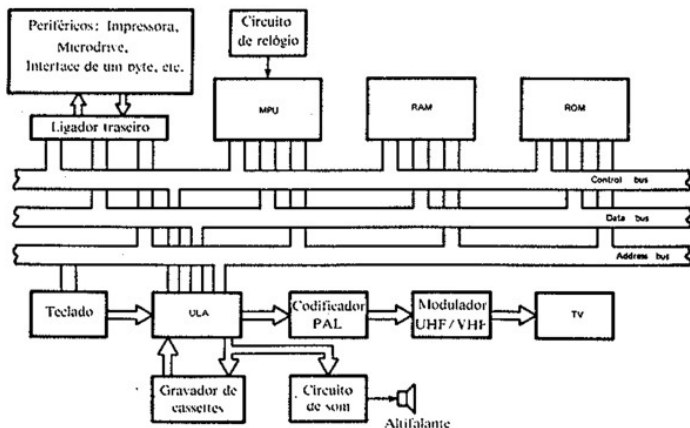 Periféricos: Impressora,
Microdrive,
Interface de um byte, etc.
Circuito
de relógio
Ligador traseiro
MPU
RAM
ROM
Control bus
Data bus
Address bus
Teclado
ULA
Codificador
PAL
Modulador
UHF/VHF
TV
Gravador de
cassettes
Circuito
de som
Altifalante